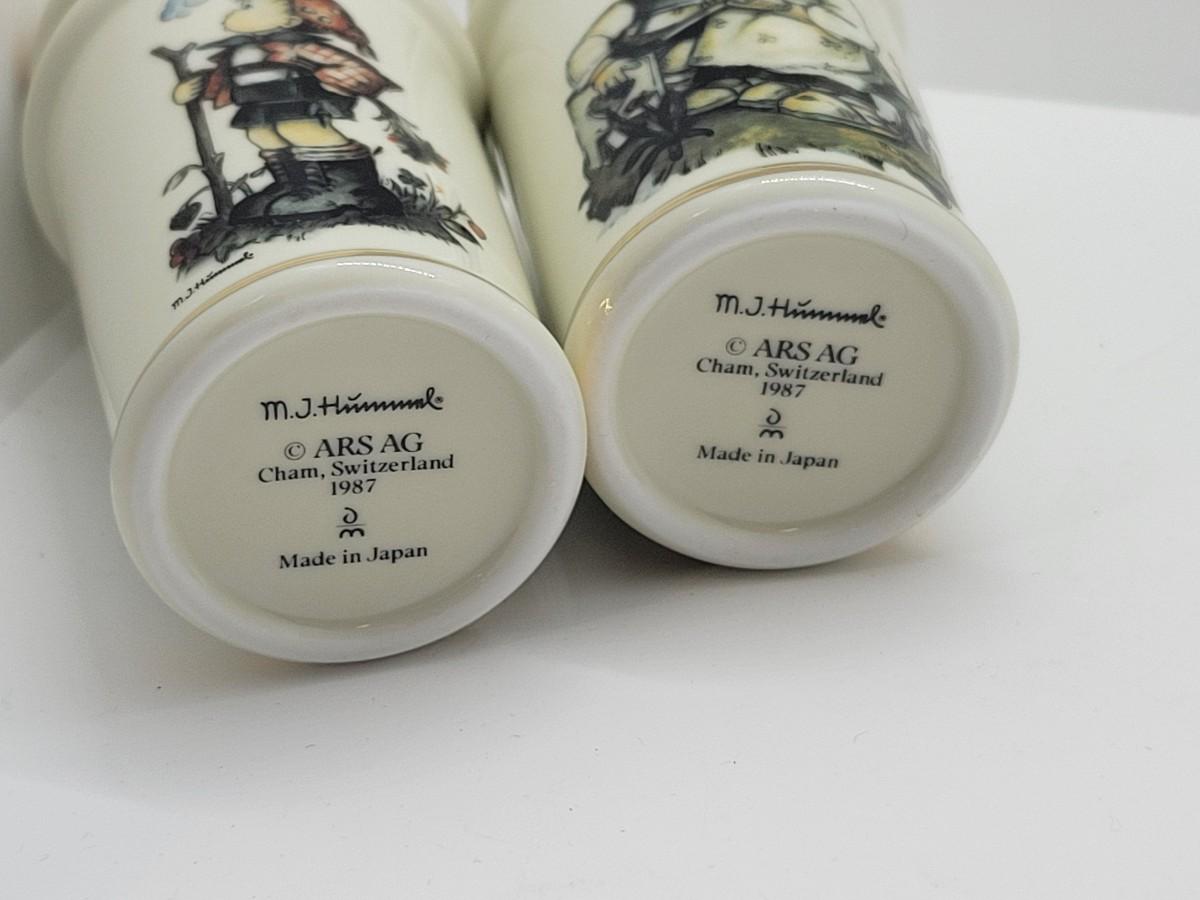 M.J.Hummel
M.J.Hummel®
© ARS AG
Cham, Switzerland
1987
Made in Japan
M.J.Hummel®
© ARS AG
Cham, Switzerland
1987
Made in Japan